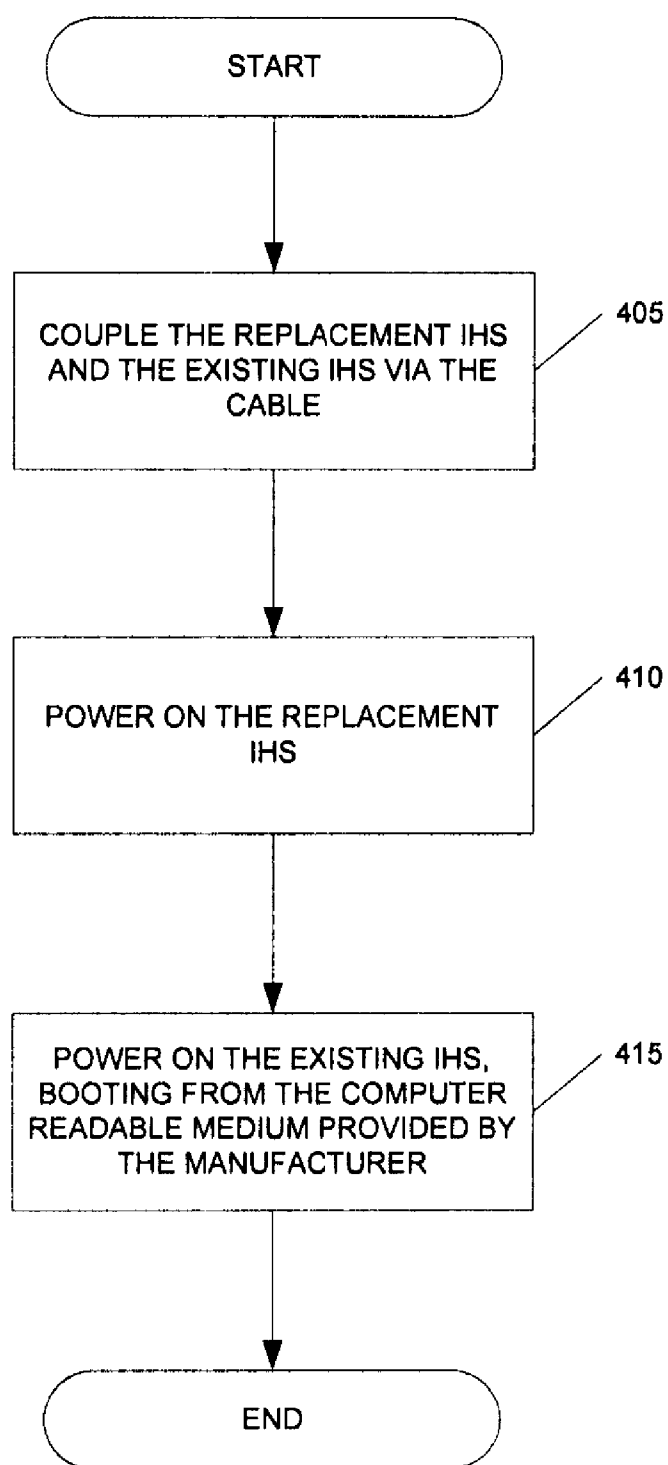 START
COUPLE THE REPLACEMENT IHS
AND THE EXISTING IHS VIA THE
CABLE
405
POWER ON THE REPLACEMENT
IHS
410
POWER ON THE EXISTING IHS,
BOOTING FROM THE COMPUTER
READABLE MEDIUM PROVIDED BY
THE MANUFACTURER
415
END